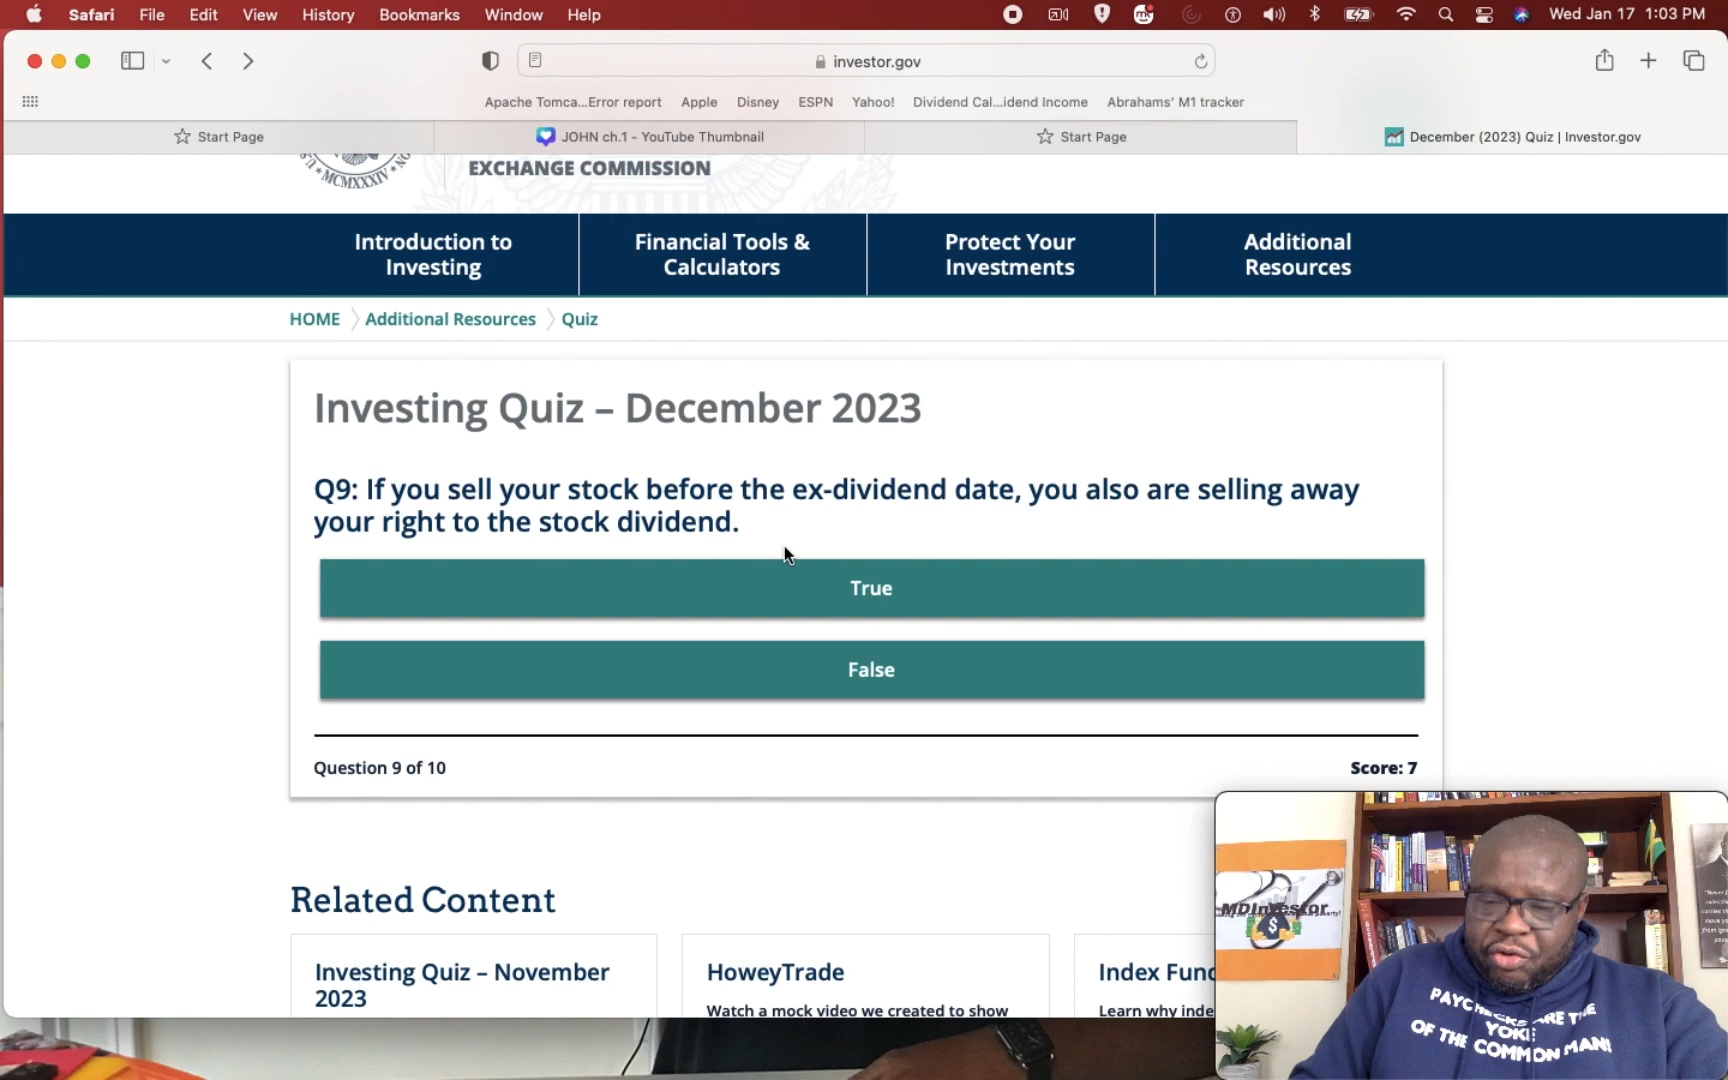 Safari File Edit View History Bookmarks Window Help
Wed Jan 17 1:03 PM
investor.gov
Apache Tomca...Error report Apple Disney ESPN Yahoo! Dividend Cal...idend Income Abrahams' M1 tracker
Start Page
JOHN ch.1 - YouTube Thumbnail
Start Page
December (2023) Quiz | Investor.gov
MCMXXXIV
EXCHANGE COMMISSION
Introduction to
Investing
Financial Tools &
Calculators
Protect Your
Investments
Additional
Resources
HOME Additional Resources Quiz
Investing Quiz – December 2023
Q9: If you sell your stock before the ex-dividend date, you also are selling away
your right to the stock dividend.
True
False
Question 9 of 10
Score: 7
Related Content
Investing Quiz – November
2023
HoweyTrade
Watch a mock video we created to show
Index Fund
Learn why inde
MDInvestor
PAYCHECKS ARE THE
YOKE
OF THE COMMON MAN!